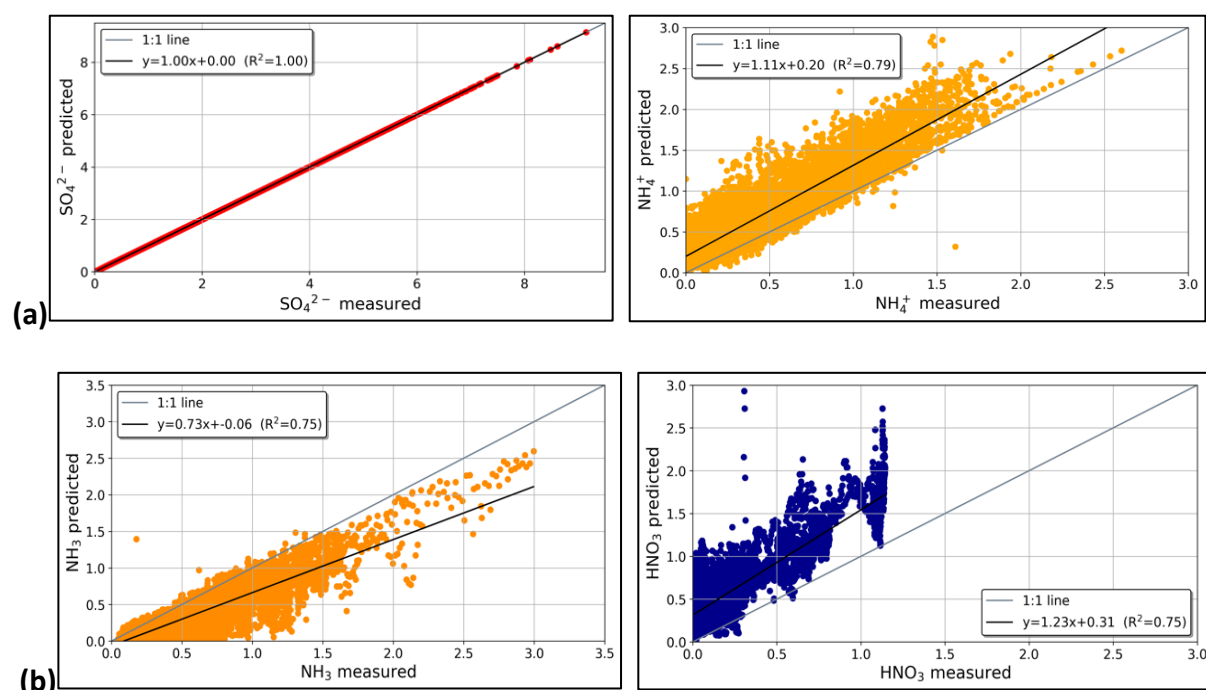 1:1 line
y=1.00x+0.00 (R²=1.00)
8
6
4
2
0
0 2 4 6 8
SO₄²⁻ predicted
SO₄²⁻ measured
1:1 line
y=1.11x+0.20 (R²=0.79)
3.0
2.5
2.0
1.5
1.0
0.5
0.0
0.0 0.5 1.0 1.5 2.0 2.5 3.0
NH₄⁺ predicted
NH₄⁺ measured
(a)
1:1 line
y=0.73x+-0.06 (R²=0.75)
3.5
3.0
2.5
2.0
1.5
1.0
0.5
0.0
0.0 0.5 1.0 1.5 2.0 2.5 3.0 3.5
NH₃ predicted
NH₃ measured
3.0
2.5
2.0
1.5
1.0
0.5
0.0
0.0 0.5 1.0 1.5 2.0 2.5 3.0
HNO₃ predicted
1:1 line
y=1.23x+0.31 (R²=0.75)
HNO₃ measured
(b)